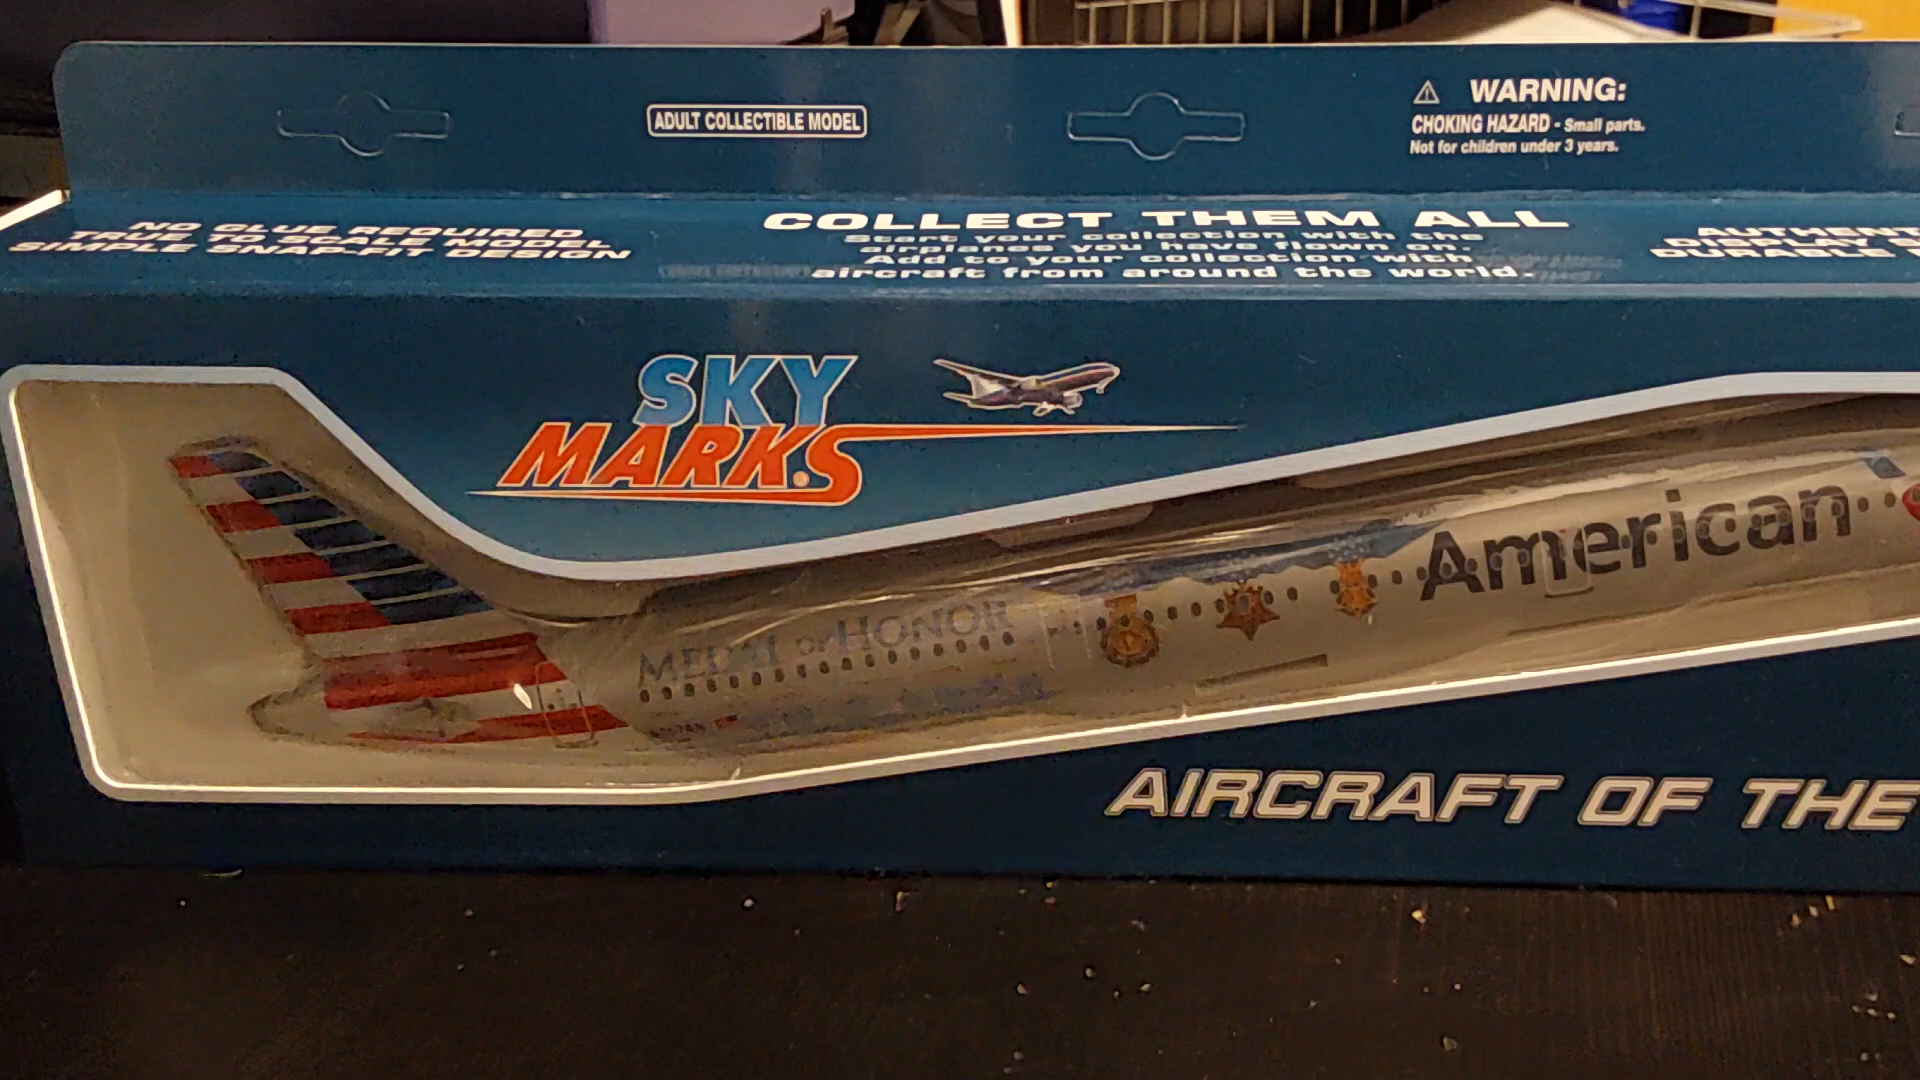 ADULT COLLECTIBLE MODEL
WARNING:
CHOKING HAZARD - Small parts.
Not for children under 3 years.
NO GLUE REQUIRED
TRUE TO SCALE MODEL
SIMPLE SNAP-FIT DESIGN
COLLECT THEM ALL
Start your collection with the
airplanes you have flown on.
Add to your collection with
aircraft from around the world.
AUTHENT
DISPLAY S
DURABLE
SKY
MARKS
American
MEDAL OF HONOR
AIRCRAFT OF THE